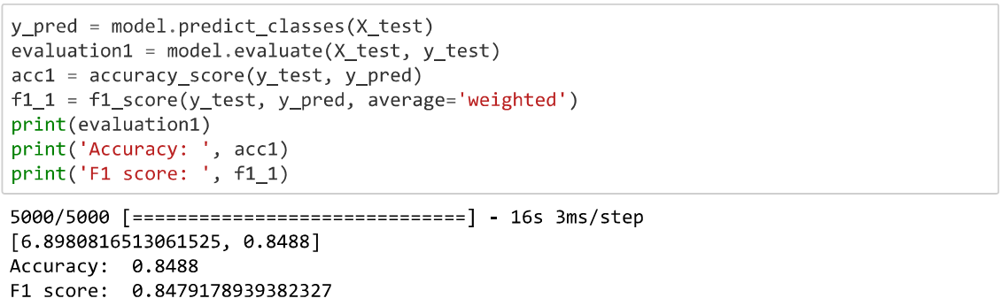 y_pred = model.predict_classes(X_test)
evaluation1 = model.evaluate(X_test, y_test)
acc1 = accuracy_score(y_test, y_pred)
f1_1 = f1_score(y_test, y_pred, average='weighted')
print(evaluation1)
print('Accuracy: ', acc1)
print('F1 score: ', f1_1)
5000/5000 [==============================] - 16s 3ms/step
[6.8980816513061525, 0.8488]
Accuracy:  0.8488
F1 score:  0.8479178939382327